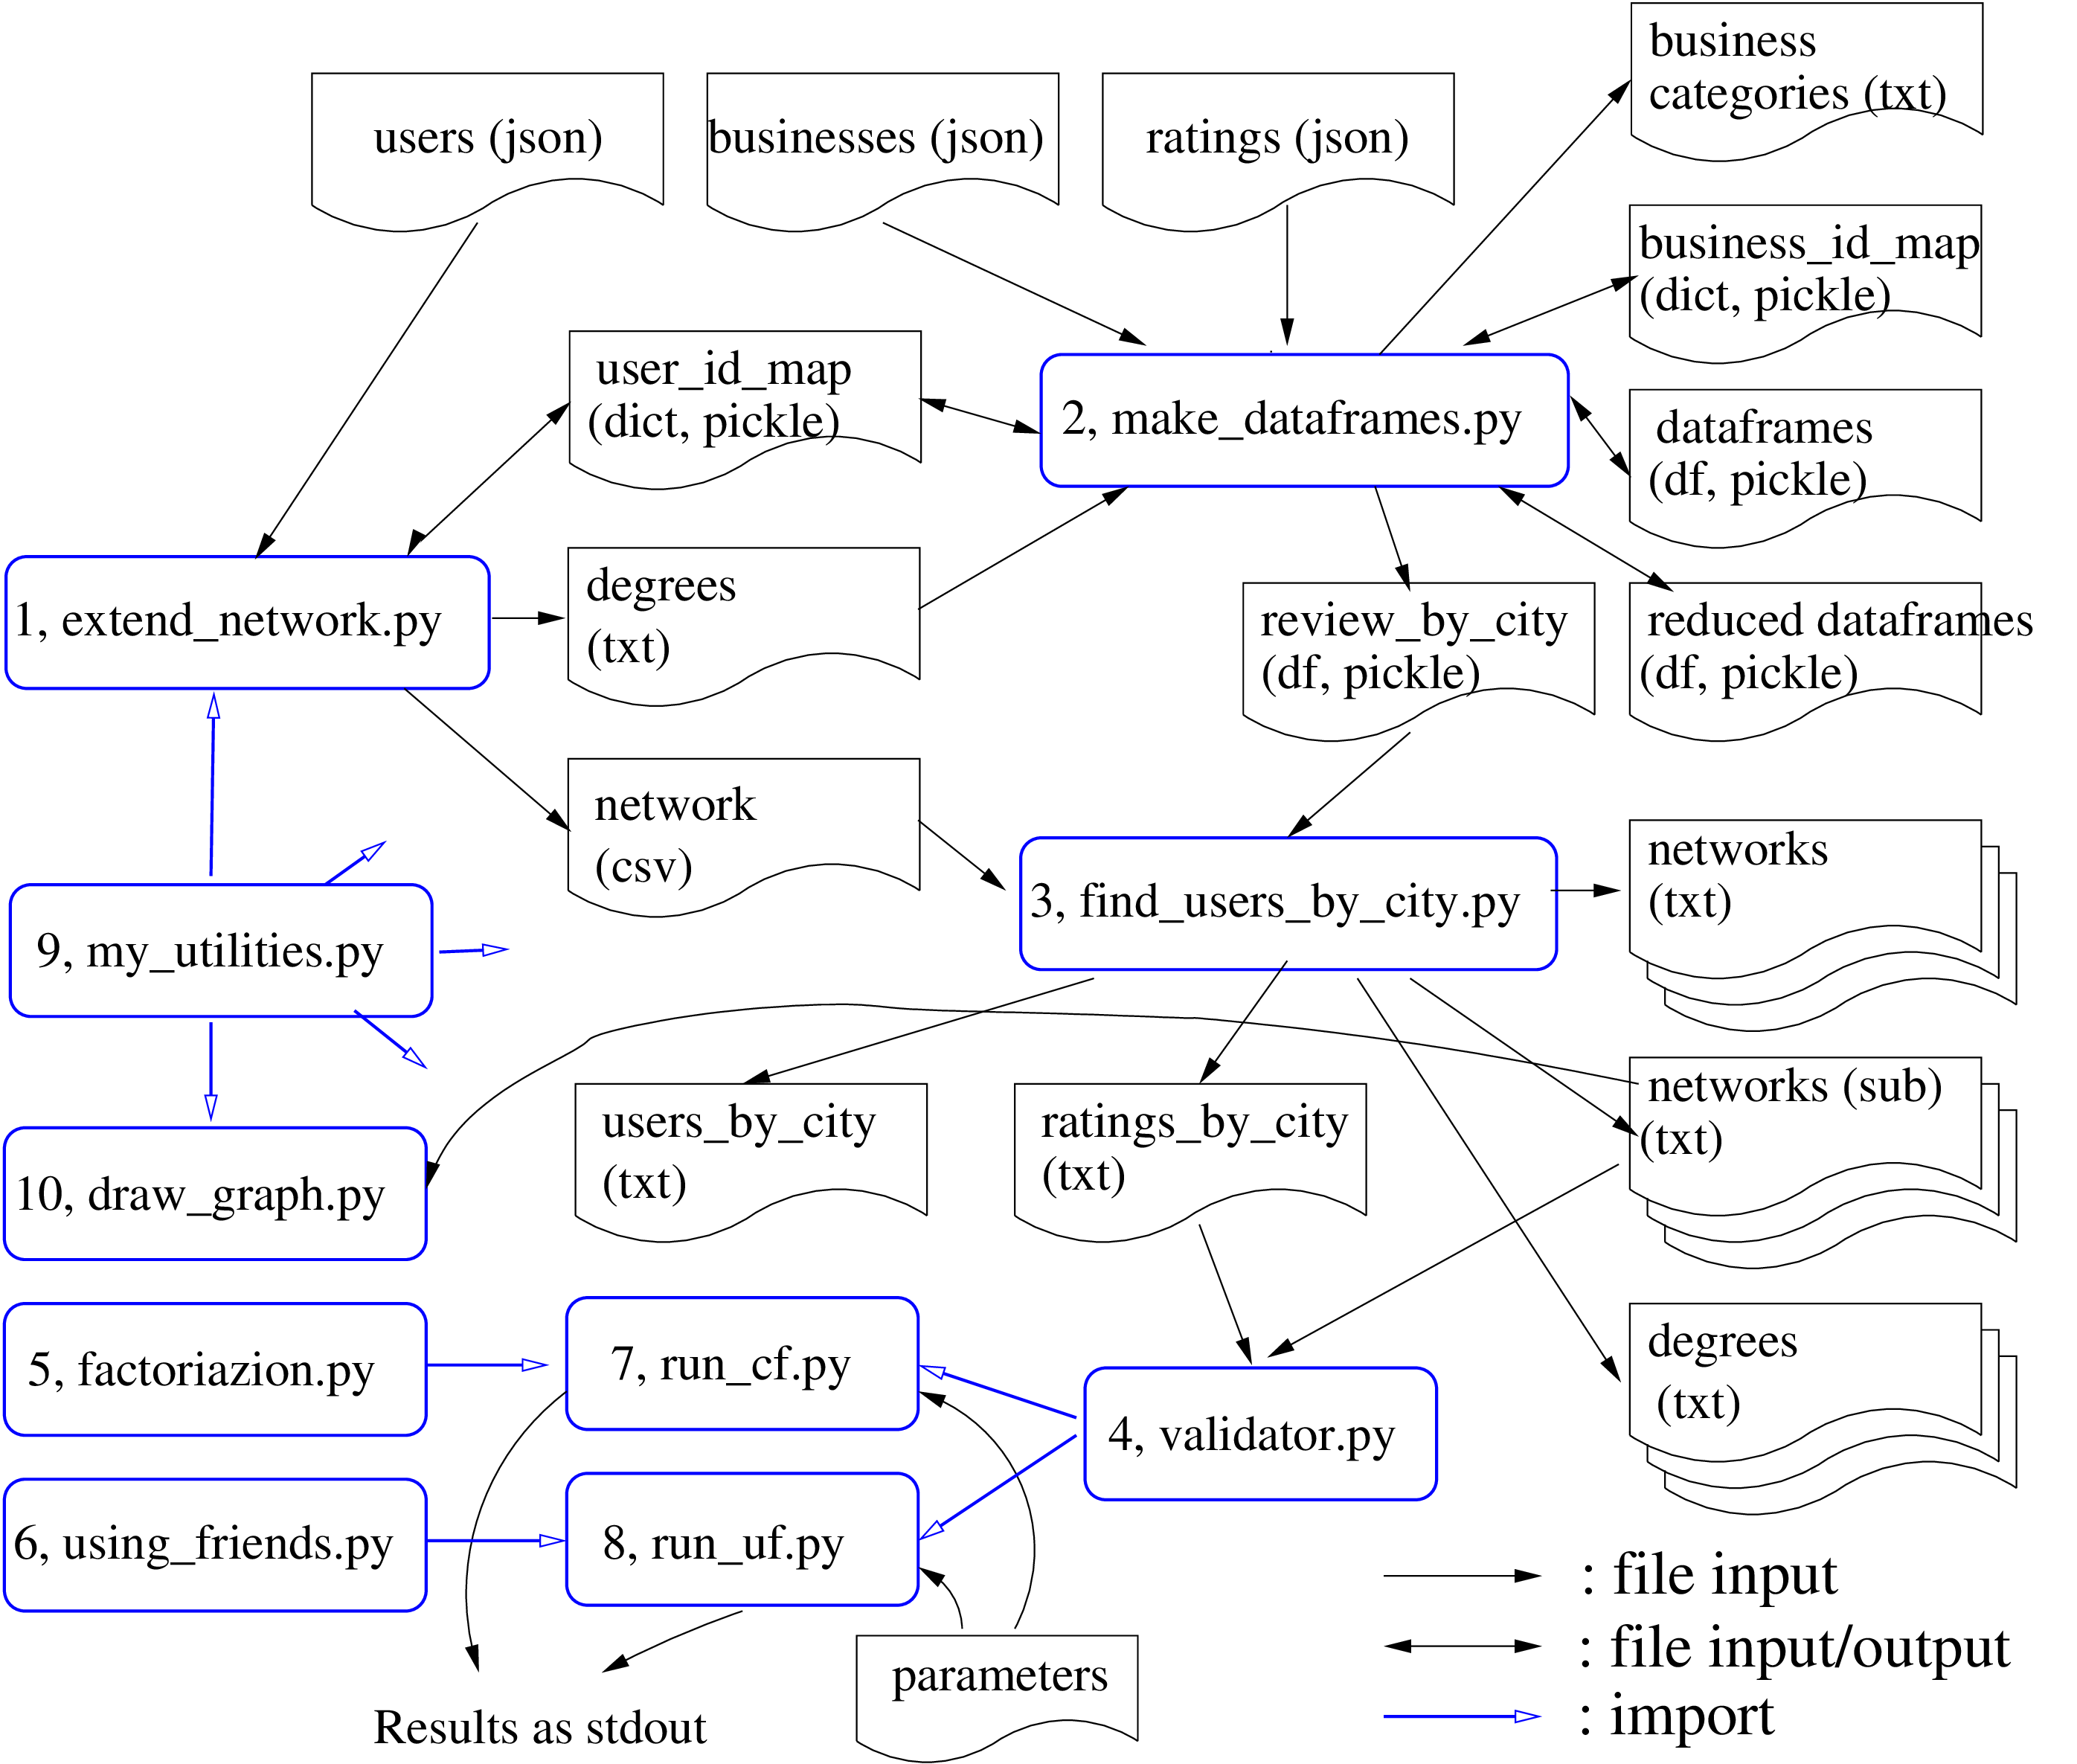 business
categories (txt)
users (json)
businesses (json)
ratings (json)
business_id_map
(dict, pickle)
user_id_map
(dict, pickle)
2, make_dataframes.py
dataframes
(df, pickle)
1, extend_network.py
degrees
(txt)
review_by_city
(df, pickle)
reduced dataframes
(df, pickle)
network
(csv)
3, find_users_by_city.py
networks
(txt)
9, my_utilities.py
users_by_city
(txt)
ratings_by_city
(txt)
networks (sub)
(txt)
10, draw_graph.py
5, factoriazion.py
7, run_cf.py
4, validator.py
degrees
(txt)
6, using_friends.py
8, run_uf.py
: file input
: file input/output
: import
parameters
Results as stdout